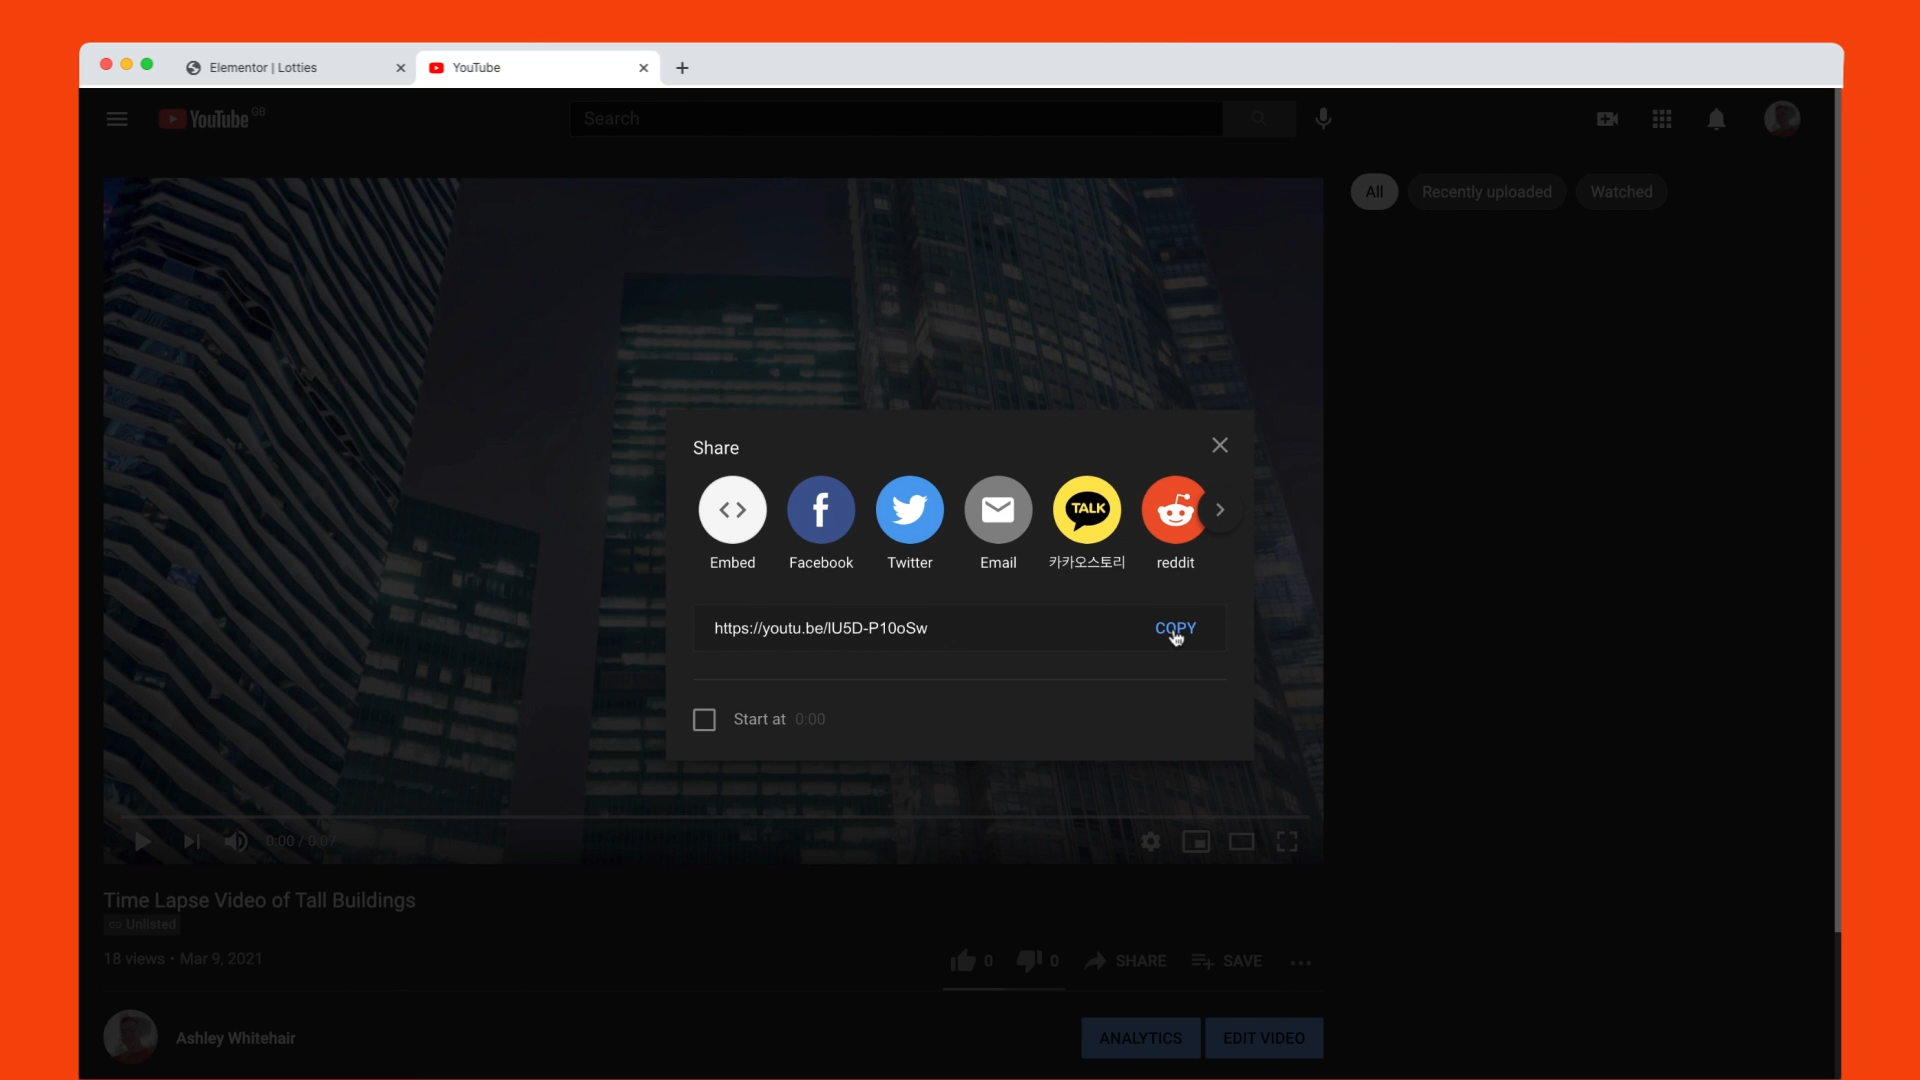 Elementor | Lotties
YouTube
YouTube GB
Search
All
Recently uploaded
Watched
Share
TALK
Embed
Facebook
Twitter
Email
카카오스토리
reddit
https://youtu.be/lU5D-P10oSw
COPY
Start at 0:00
0:00 / 0:07
Time Lapse Video of Tall Buildings
Unlisted
18 views • Mar 9, 2021
0
0
SHARE
SAVE
Ashley Whitehair
ANALYTICS
EDIT VIDEO